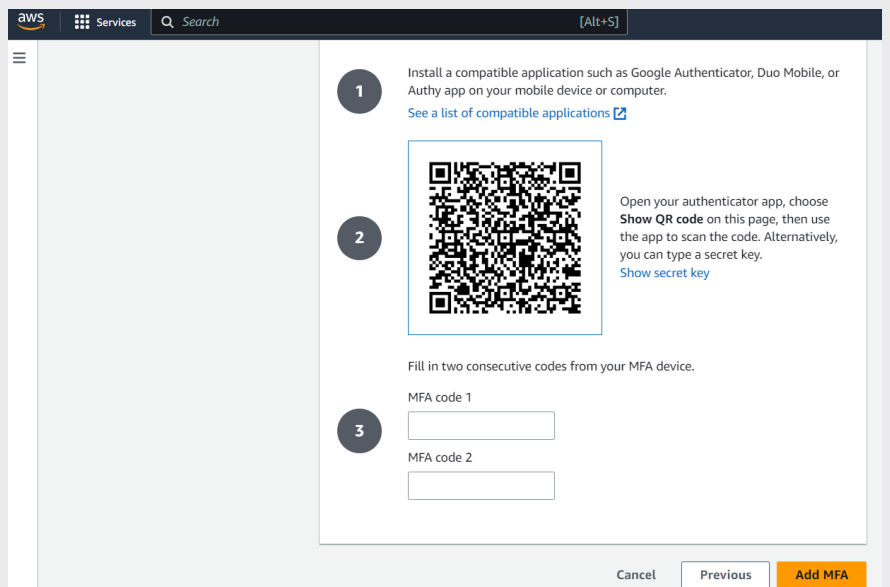 aws
Services
Search
[Alt+S]
1
Install a compatible application such as Google Authenticator, Duo Mobile, or
Authy app on your mobile device or computer.
See a list of compatible applications
2
Open your authenticator app, choose
Show QR code on this page, then use
the app to scan the code. Alternatively,
you can type a secret key.
Show secret key
3
Fill in two consecutive codes from your MFA device.
MFA code 1
MFA code 2
Cancel
Previous
Add MFA